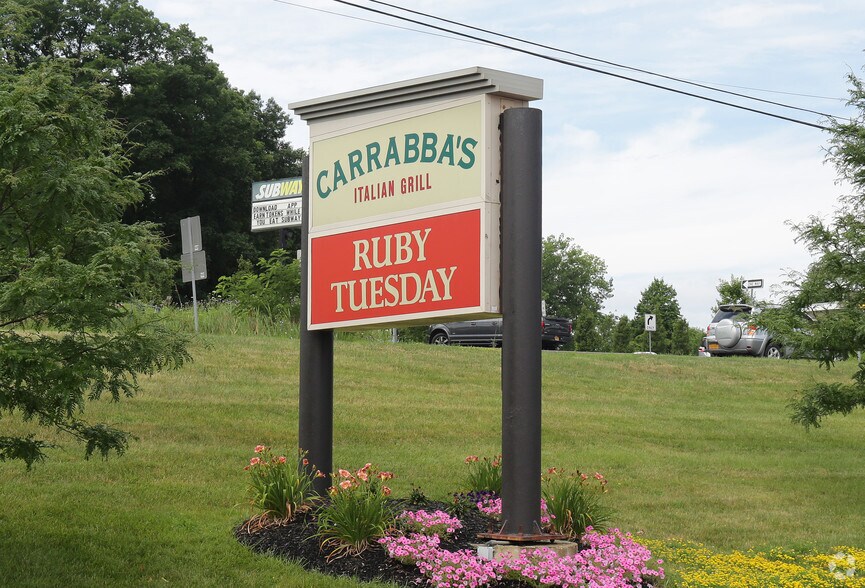 CARRABBA'S
ITALIAN GRILL
RUBY
TUESDAY
SUBWAY
DOWNLOAD APP
EARN TOKENS WHILE
YOU EAT SUBWAY